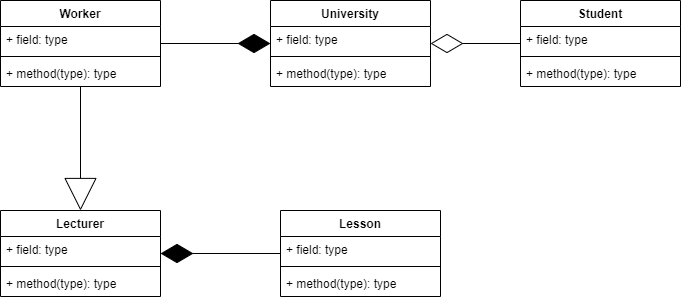 Worker
+ field: type
+ method(type): type
University
+ field: type
+ method(type): type
Student
+ field: type
+ method(type): type
Lecturer
+ field: type
+ method(type): type
Lesson
+ field: type
+ method(type): type